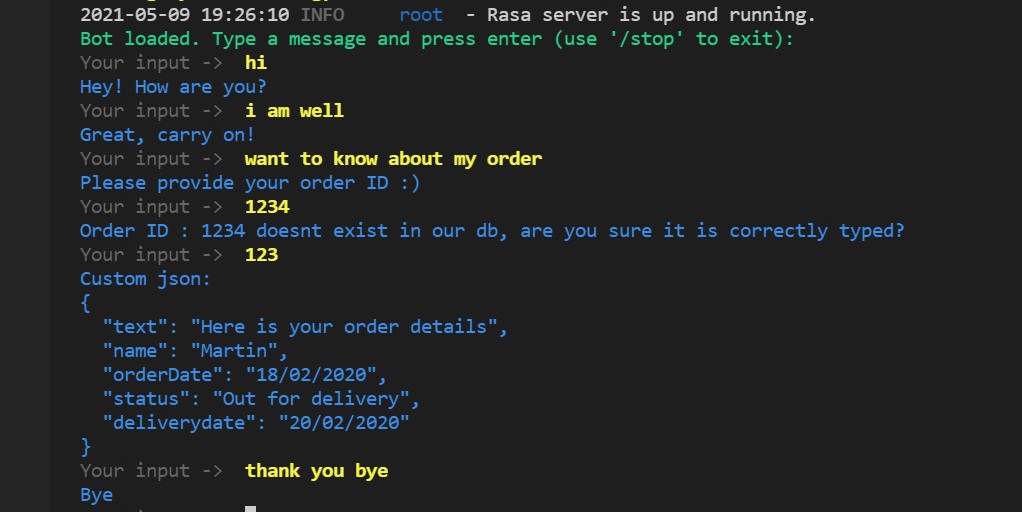 2021-05-09 19:26:10 INFO root - Rasa server is up and running.
Bot loaded. Type a message and press enter (use '/stop' to exit):
Your input -> hi
Hey! How are you?
Your input -> i am well
Great, carry on!
Your input -> want to know about my order
Please provide your order ID :)
Your input -> 1234
Order ID : 1234 doesnt exist in our db, are you sure it is correctly typed?
Your input -> 123
Custom json:
{
  "text": "Here is your order details",
  "name": "Martin",
  "orderDate": "18/02/2020",
  "status": "Out for delivery",
  "deliverydate": "20/02/2020"
}
Your input -> thank you bye
Bye